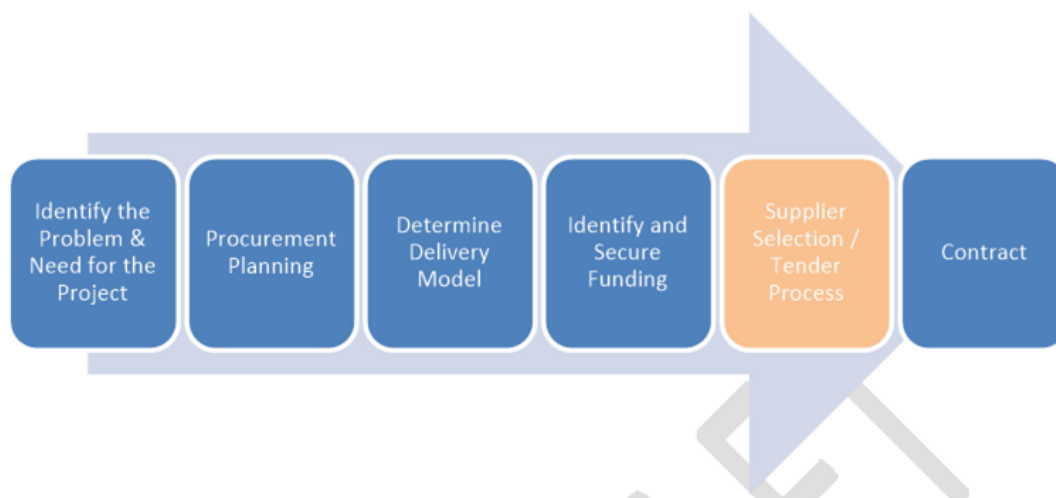 Identify the
Problem &
Need for the
Project
Procurement
Planning
Determine
Delivery
Model
Identify and
Secure
Funding
Supplier
Selection /
Tender
Process
Contract